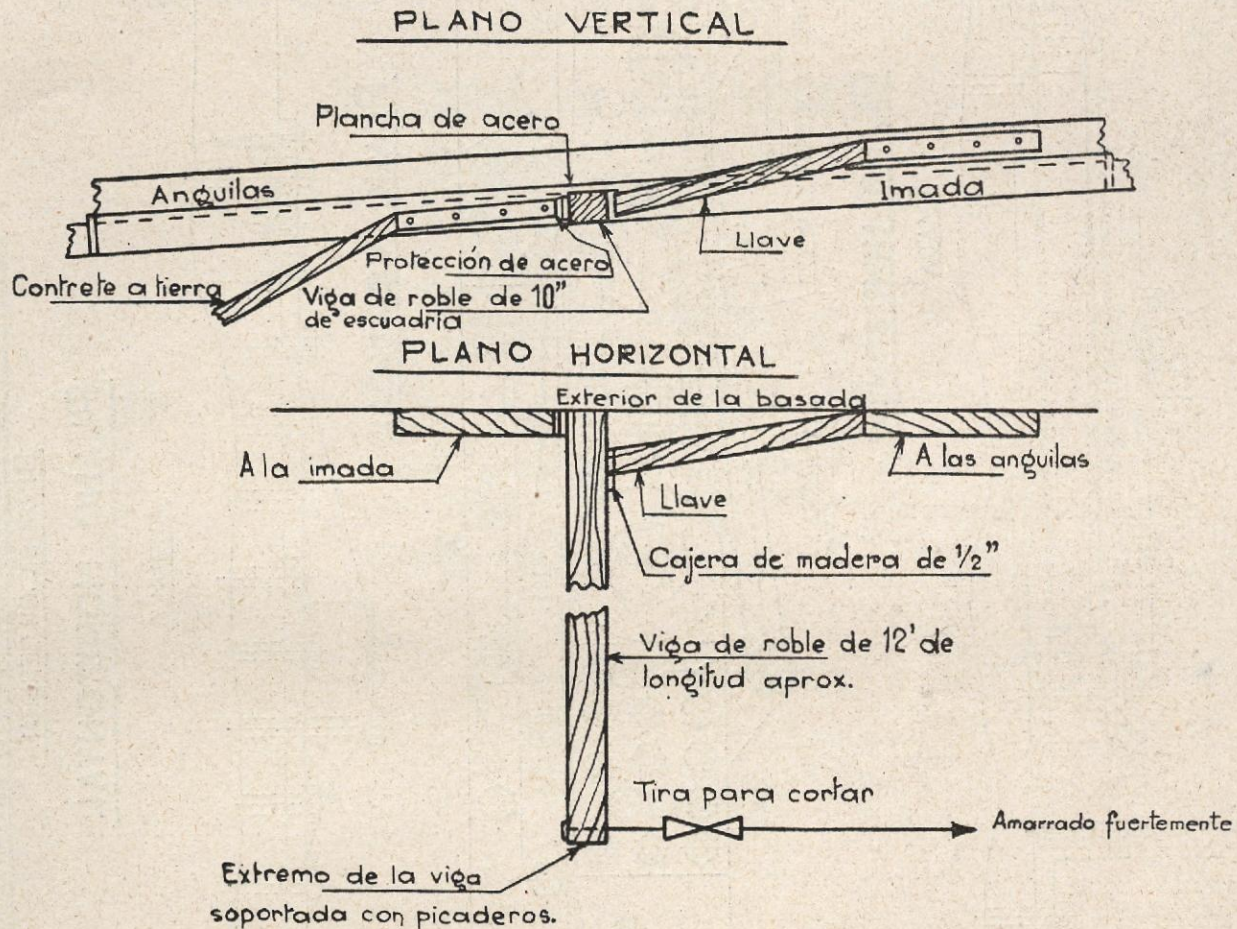 PLANO VERTICAL
Plancha de acero
Anguilas
Imada
Llave
Protección de acero
Contrete a tierra
Viga de roble de 10"
de escuadría
PLANO HORIZONTAL
Exterior de la basada
A la imada
A las anguilas
Llave
Cajera de madera de 1/2"
Viga de roble de 12' de
longitud aprox.
Tira para cortar
Amarrado fuertemente
Extremo de la viga
soportada con picaderos.